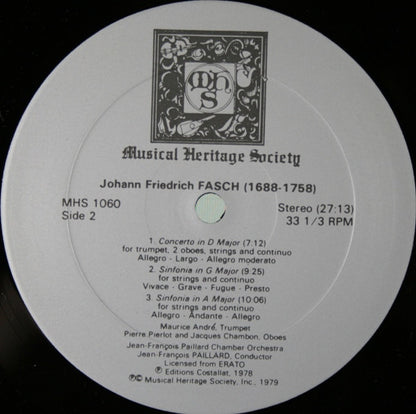 mhs
Musical Heritage Society
Johann Friedrich FASCH (1688-1758)
MHS 1060
Side 2
Stereo (27:13)
33 1/3 RPM
1. Concerto in D Major (7:12)
for trumpet, 2 oboes, strings and continuo
Allegro - Largo - Allegro moderato
2. Sinfonia in G Major (9:25)
for strings and continuo
Vivace - Grave - Fugue - Presto
3. Sinfonia in A Major (10:06)
for strings and continuo
Allegro - Andante - Allegro
Maurice André, Trumpet
Pierre Pierlot and Jacques Chambon, Oboes
Jean-François Paillard Chamber Orchestra
Jean-François PAILLARD, Conductor
Licensed from ERATO
℗ Editions Costallat, 1978
℗© Musical Heritage Society, Inc., 1979